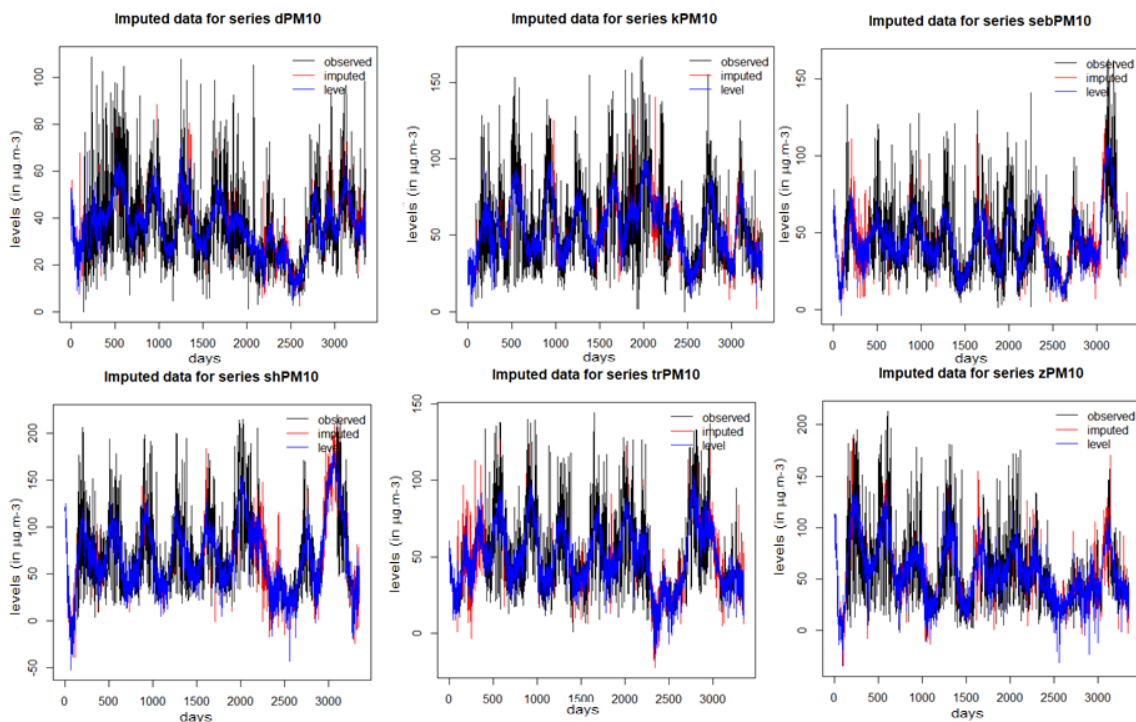 Imputed data for series dPM10
Imputed data for series kPM10
Imputed data for series sebPM10
levels (in µg.m-3)
0 20 40 60 80 100
observed
imputed
level
0 500 1000 1500 2000 2500 3000
days
levels (in µg.m-3)
0 50 100 150
observed
imputed
level
0 500 1000 1500 2000 2500 3000
days
levels (in µg.m-3)
0 50 100 150
observed
imputed
level
0 500 1000 1500 2000 2500 3000
days
Imputed data for series shPM10
Imputed data for series trPM10
Imputed data for series zPM10
levels (in µg.m-3)
-50 0 50 100 150 200
observed
imputed
level
0 500 1000 1500 2000 2500 3000
days
levels (in µg.m-3)
0 50 100 150
observed
imputed
level
0 500 1000 1500 2000 2500 3000
days
levels (in µg.m-3)
0 50 100 150 200
observed
imputed
level
0 500 1000 1500 2000 2500 3000
days